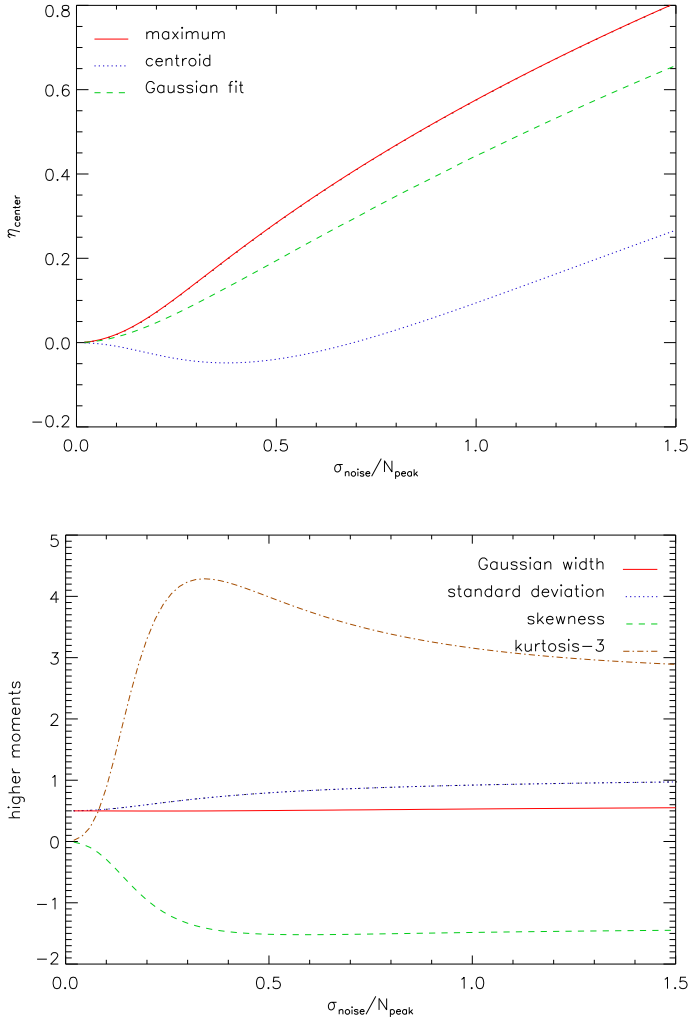 0.8
maximum
centroid
Gaussian fit
0.6
0.4
η_center
0.2
0.0
−0.2
0.0 0.5 1.0 1.5
σ_noise/N_peak
5
Gaussian width
standard deviation
4
skewness
kurtosis−3
3
higher moments
2
1
0
−1
−2
0.0 0.5 1.0 1.5
σ_noise/N_peak